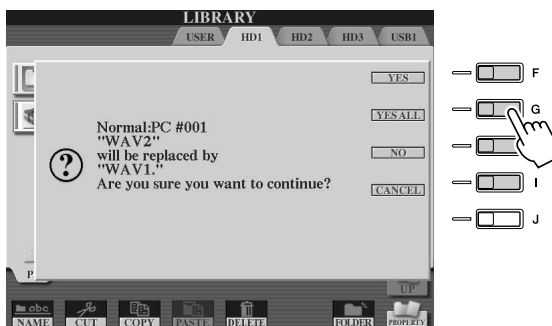 LIBRARY
USER HD1 HD2 HD3 USB1
YES
F
YES ALL
G
Normal:PC #001
"WAV2"
will be replaced by
"WAV1."
Are you sure you want to continue?
?
NO
CANCEL
I
J
P
UP
abc
NAME CUT COPY PASTE DELETE FOLDER PROPERTY